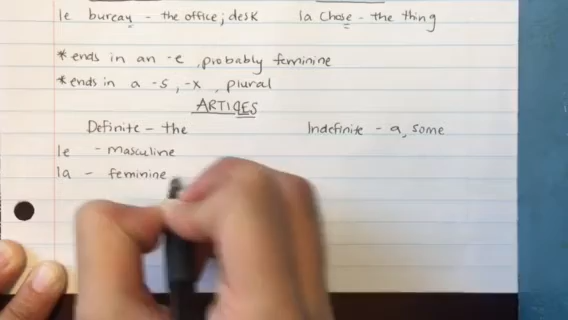 le bureau - the office; desk la chose - the thing
*ends in an -e, probably feminine
*ends in a -s, -x, plural
ARTICLES
Definite - the Indefinite - a, some
le - masculine
la - feminine